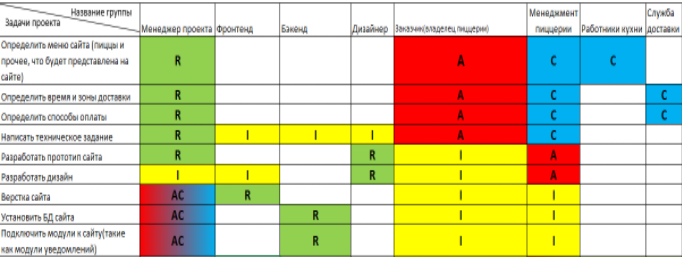 Название группы
Задачи проекта
Менеджер проекта Фронтенд Бэкенд Дизайнер Заказчик(владелец пиццерии) Менеджмент пиццерии Работники кухни Служба доставки
Определить меню сайта (пиццы и
прочее, что будет представлена на
сайте)
R A C C
Определить время и зоны доставки R A C C
Определить способы оплаты R A C C
Написать техническое задание R I I I A C
Разработать прототип сайта R R I A
Разработать дизайн I I R I A
Верстка сайта AC R I I
Установить БД сайта AC R I I
Подключить модули к сайту(такие
как модули уведомлений)
AC R I I